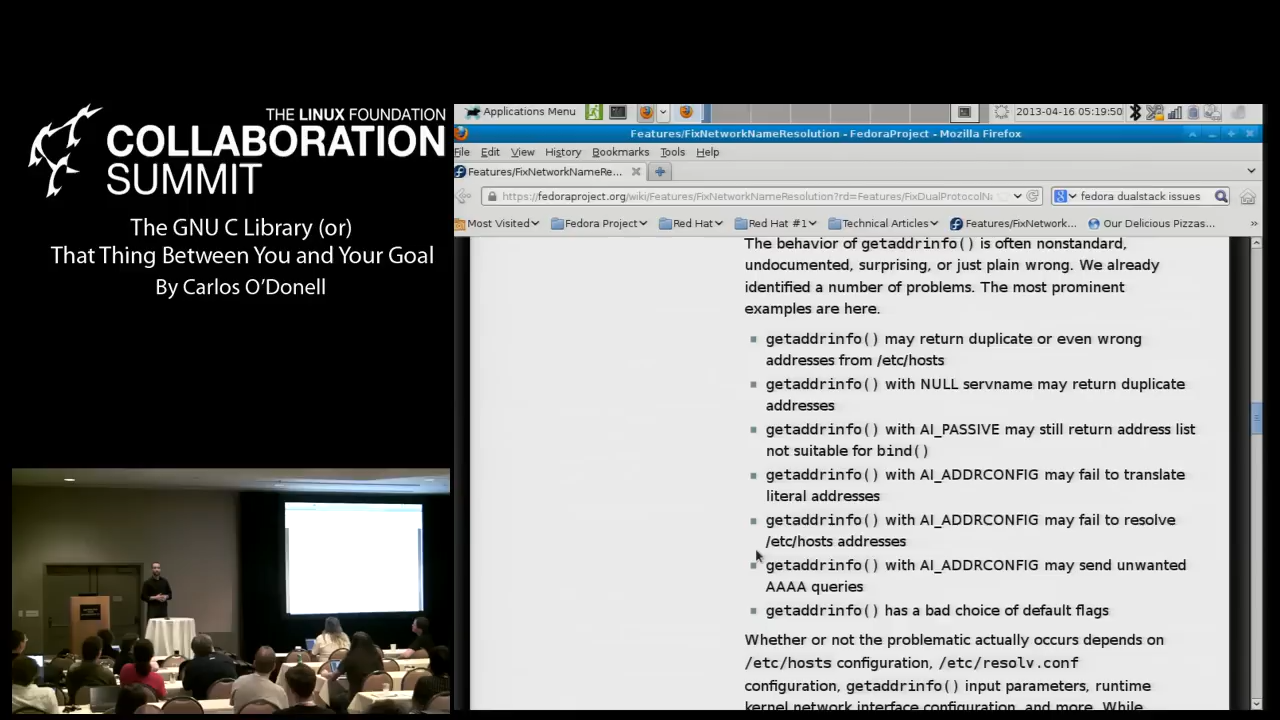 THE LINUX FOUNDATION
COLLABORATION
SUMMIT
The GNU C Library (or)
That Thing Between You and Your Goal
By Carlos O’Donell
Applications Menu
2013-04-16 05:19:50
Features/FixNetworkNameResolution - FedoraProject - Mozilla Firefox
File Edit View History Bookmarks Tools Help
Features/FixNetworkNameRe...
https://fedoraproject.org/wiki/Features/FixNetworkNameResolution?rd=Features/FixDualProtocolN
fedora dualstack issues
Most Visited Fedora Project Red Hat Red Hat #1 Technical Articles Features/FixNetwork... Our Delicious Pizzas... »
The behavior of getaddrinfo() is often nonstandard,
undocumented, surprising, or just plain wrong. We already
identified a number of problems. The most prominent
examples are here.
getaddrinfo() may return duplicate or even wrong
addresses from /etc/hosts
getaddrinfo() with NULL servname may return duplicate
addresses
getaddrinfo() with AI_PASSIVE may still return address list
not suitable for bind()
getaddrinfo() with AI_ADDRCONFIG may fail to translate
literal addresses
getaddrinfo() with AI_ADDRCONFIG may fail to resolve
/etc/hosts addresses
getaddrinfo() with AI_ADDRCONFIG may send unwanted
AAAA queries
getaddrinfo() has a bad choice of default flags
Whether or not the problematic actually occurs depends on
/etc/hosts configuration, /etc/resolv.conf
configuration, getaddrinfo() input parameters, runtime
kernel network interface configuration, and more. While